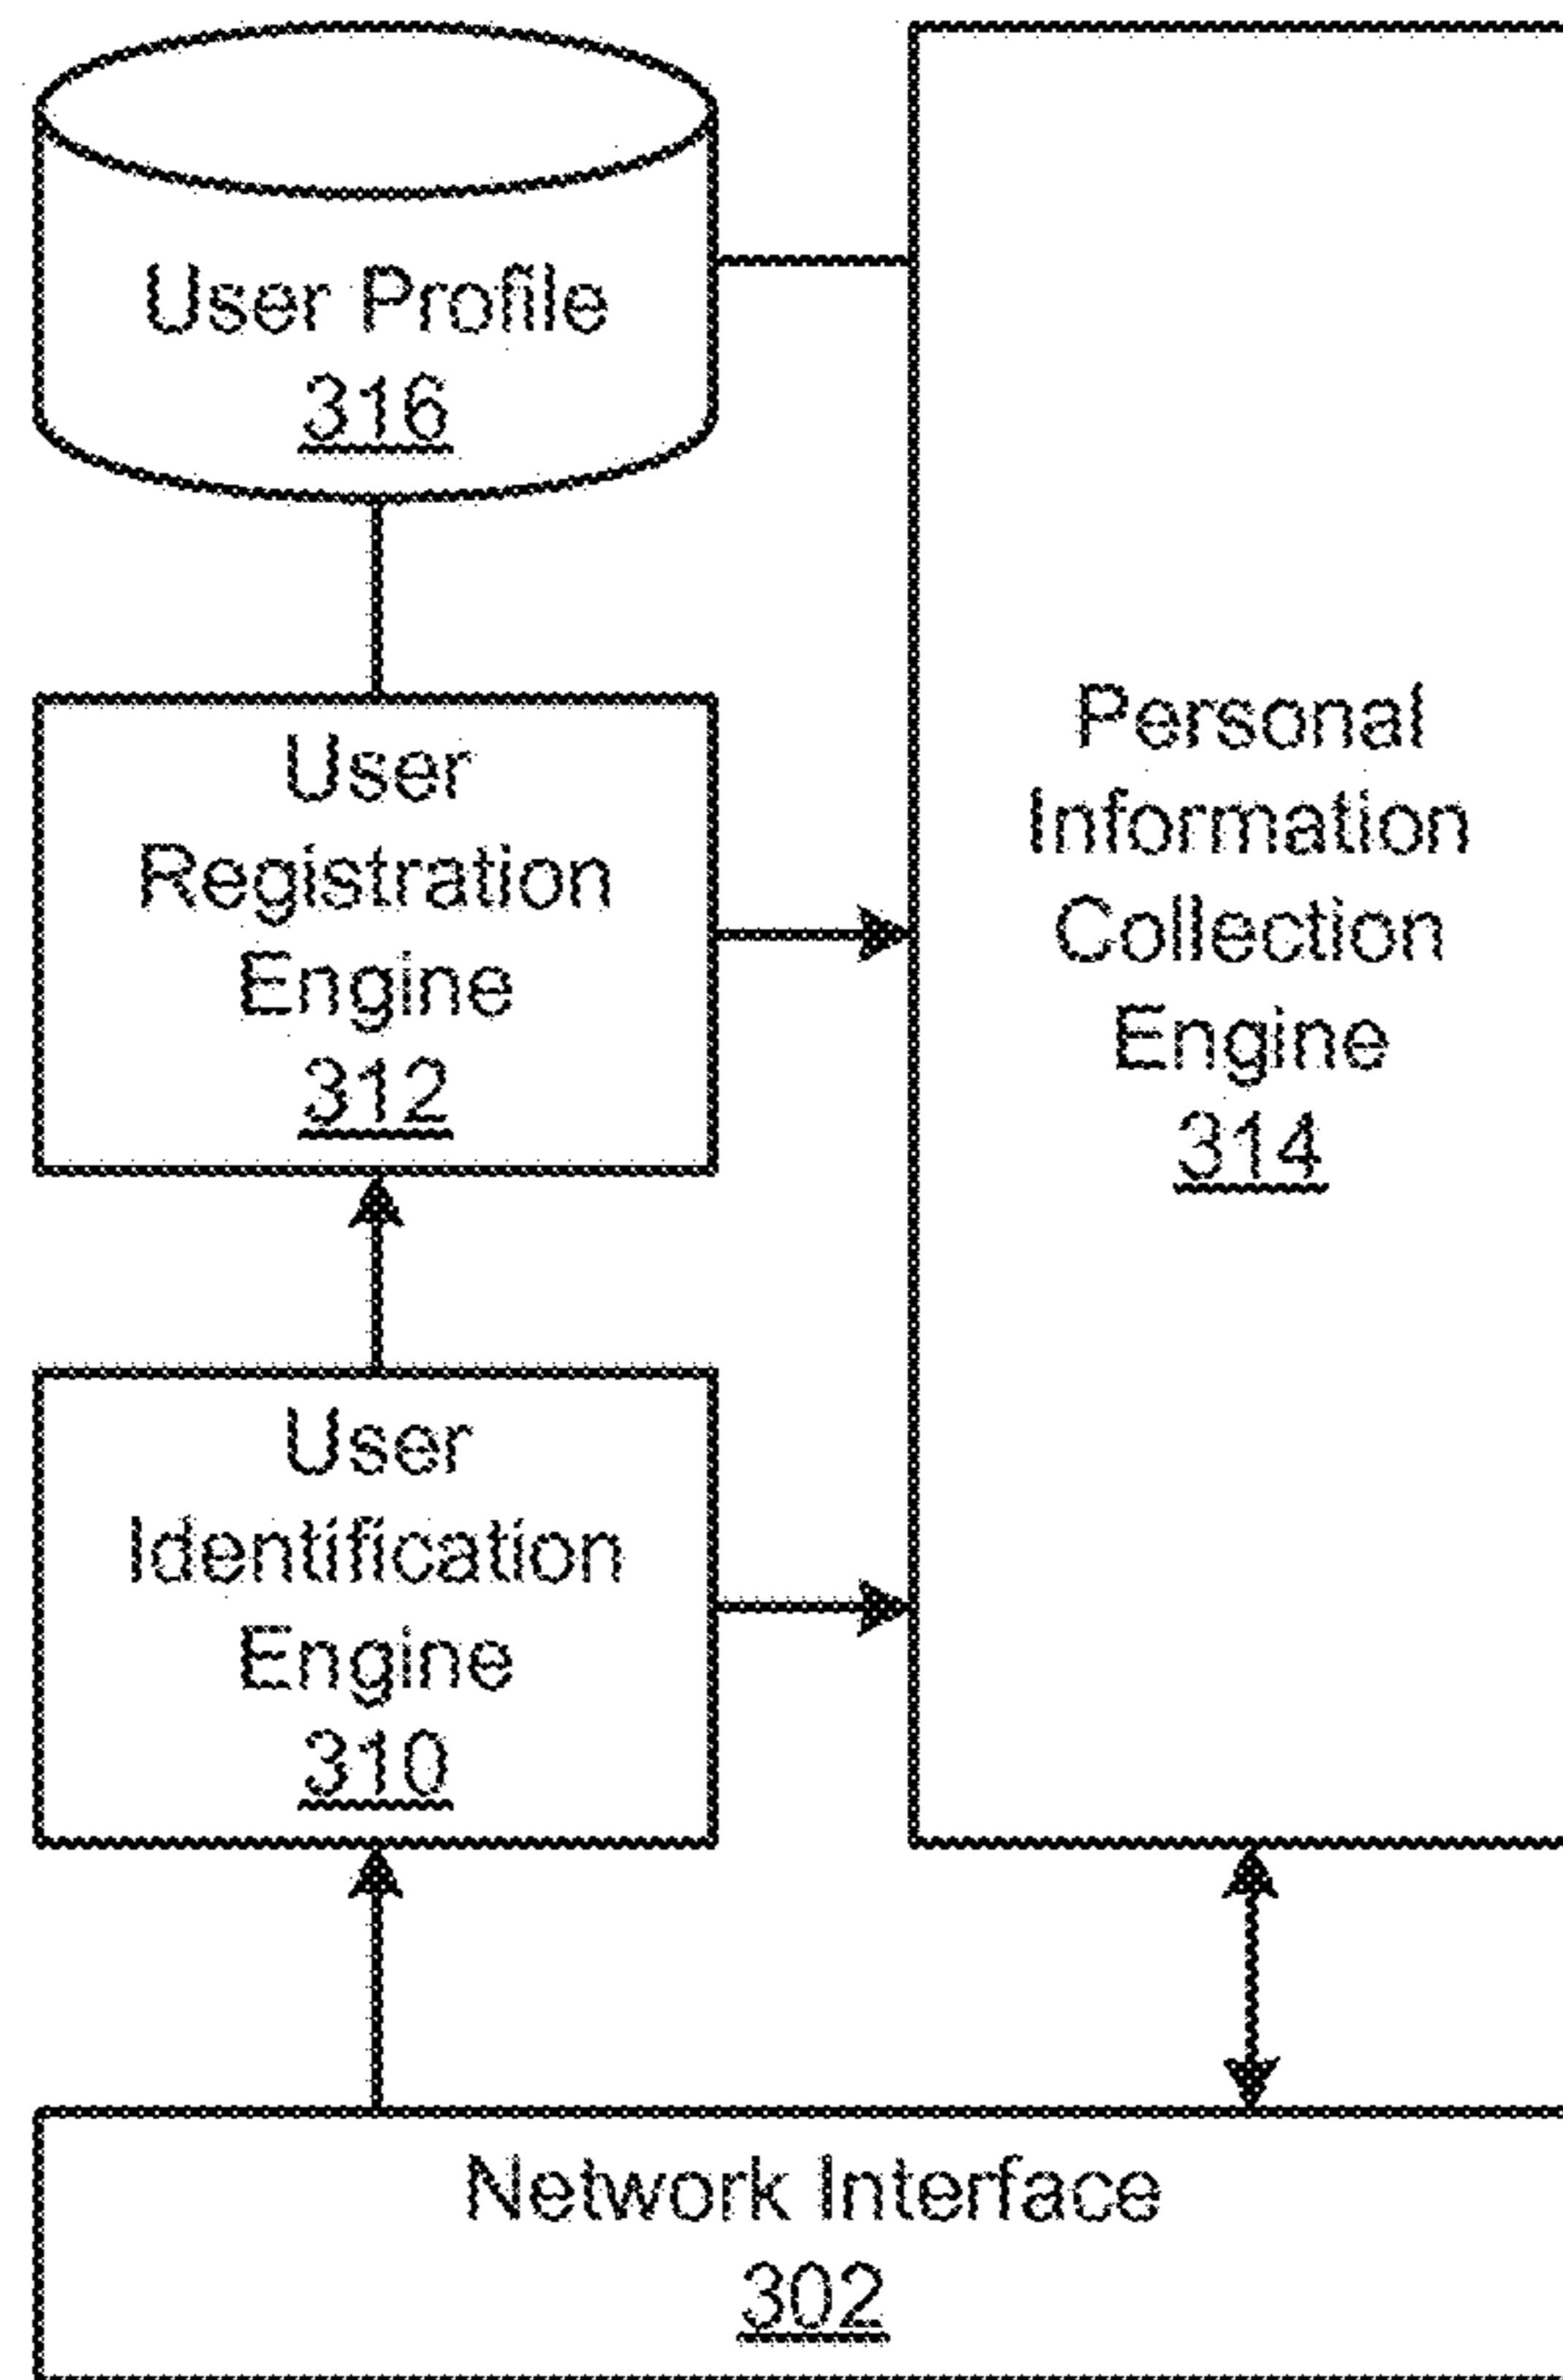 User Profile
316
User
Registration
Engine
312
Personal
Information
Collection
Engine
314
User
Identification
Engine
310
Network Interface
302